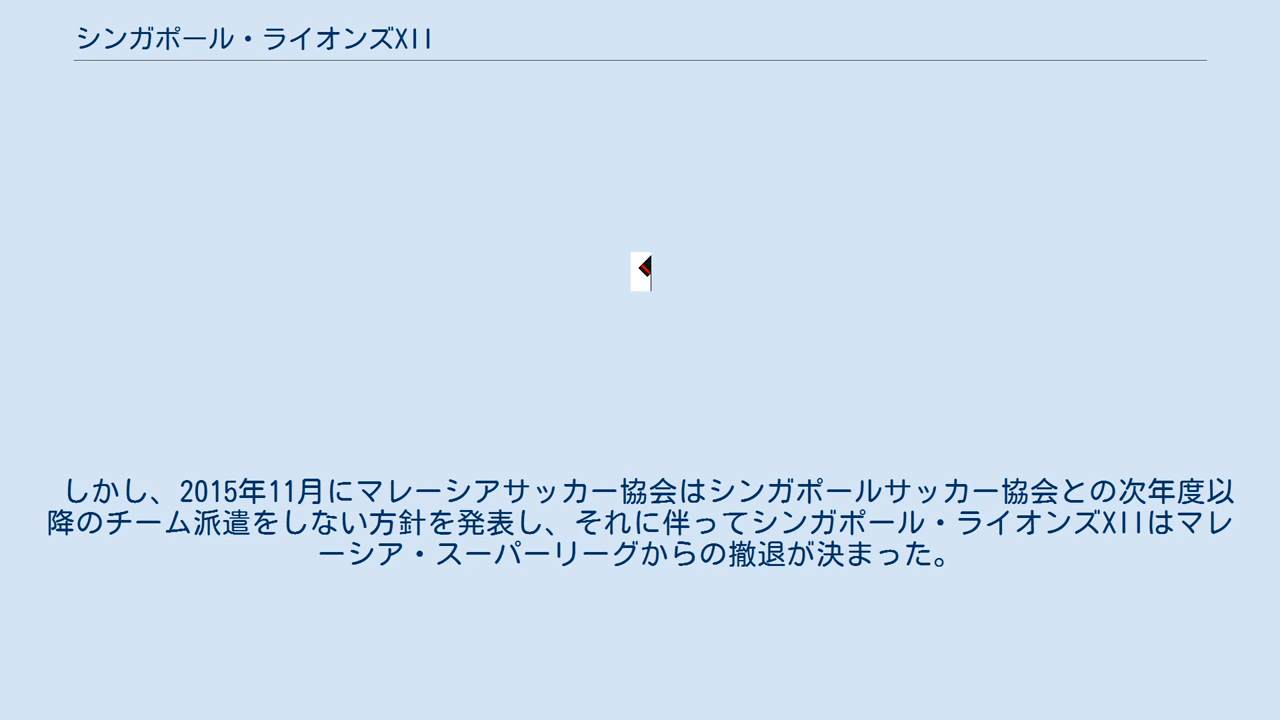 シンガポール・ライオンズXII
しかし、2015年11月にマレーシアサッカー協会はシンガポールサッカー協会との次年度以
降のチーム派遣をしない方針を発表し、それに伴ってシンガポール・ライオンズXIIはマレ
ーシア・スーパーリーグからの撤退が決まった。